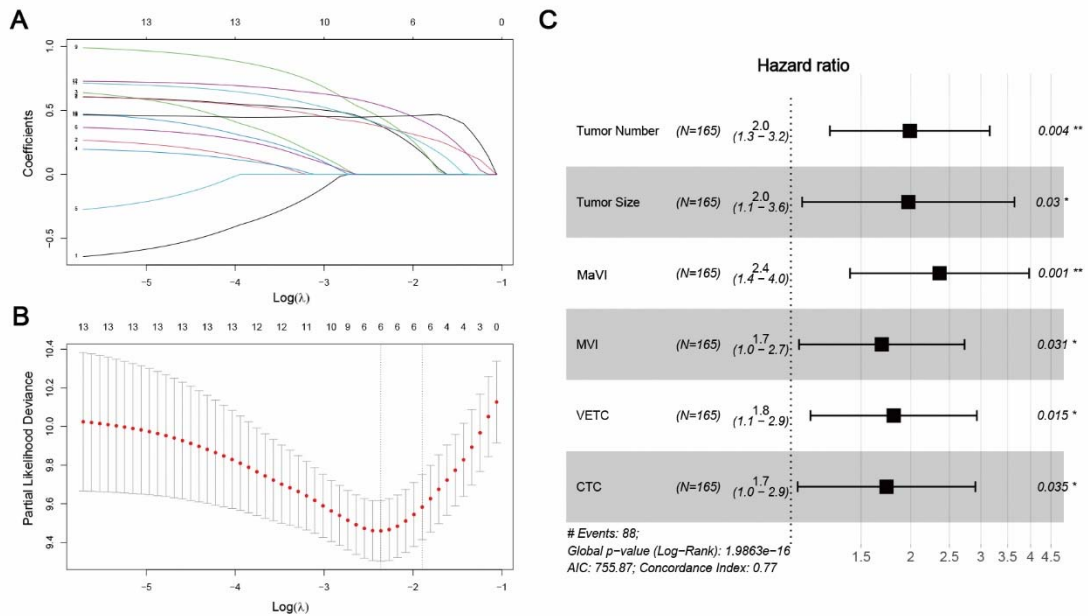 A
13 13 10 6 0
1.0
0.5
0.0
−0.5
Coefficients
9
3
6
2
4
5
1
−5 −4 −3 −2 −1
Log(λ)
B
13 13 13 13 13 13 13 12 12 11 10 9 6 6 6 6 6 4 4 3 0
10.4
10.2
10.0
9.8
9.6
9.4
Partial Likelihood Deviance
−5 −4 −3 −2 −1
Log(λ)
C
Hazard ratio
Tumor Number (N=165) 2.0 0.004 **
(1.3 − 3.2)
Tumor Size (N=165) 2.0 0.03 *
(1.1 − 3.6)
MaVI (N=165) 2.4 0.001 **
(1.4 − 4.0)
MVI (N=165) 1.7 0.031 *
(1.0 − 2.7)
VETC (N=165) 1.8 0.015 *
(1.1 − 2.9)
CTC (N=165) 1.7 0.035 *
(1.0 − 2.9)
# Events: 88;
Global p−value (Log−Rank): 1.9863e−16
AIC: 755.87; Concordance Index: 0.77
1.5 2 2.5 3 3.5 4 4.5